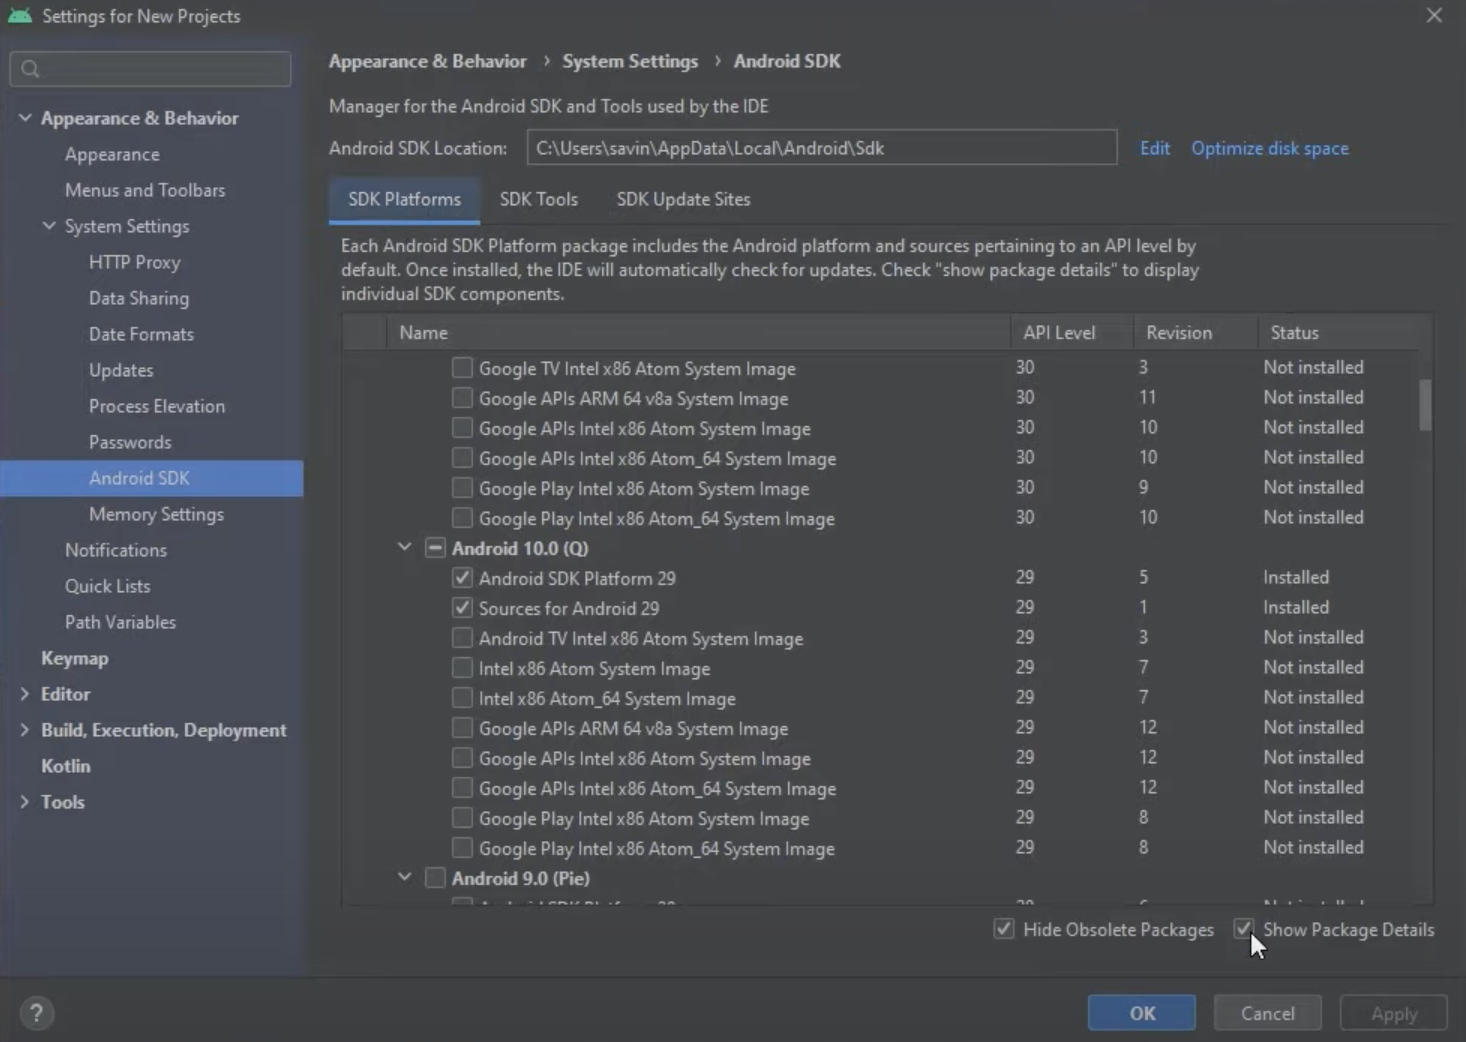 Settings for New Projects
Appearance & Behavior
Appearance
Menus and Toolbars
System Settings
HTTP Proxy
Data Sharing
Date Formats
Updates
Process Elevation
Passwords
Android SDK
Memory Settings
Notifications
Quick Lists
Path Variables
Keymap
Editor
Build, Execution, Deployment
Kotlin
Tools
Appearance & Behavior › System Settings › Android SDK
Manager for the Android SDK and Tools used by the IDE
Android SDK Location: C:\Users\savin\AppData\Local\Android\Sdk Edit Optimize disk space
SDK Platforms SDK Tools SDK Update Sites
Each Android SDK Platform package includes the Android platform and sources pertaining to an API level by
default. Once installed, the IDE will automatically check for updates. Check "show package details" to display
individual SDK components.
Name API Level Revision Status
Google TV Intel x86 Atom System Image 30 3 Not installed
Google APIs ARM 64 v8a System Image 30 11 Not installed
Google APIs Intel x86 Atom System Image 30 10 Not installed
Google APIs Intel x86 Atom_64 System Image 30 10 Not installed
Google Play Intel x86 Atom System Image 30 9 Not installed
Google Play Intel x86 Atom_64 System Image 30 10 Not installed
Android 10.0 (Q)
Android SDK Platform 29 29 5 Installed
Sources for Android 29 29 1 Installed
Android TV Intel x86 Atom System Image 29 3 Not installed
Intel x86 Atom System Image 29 7 Not installed
Intel x86 Atom_64 System Image 29 7 Not installed
Google APIs ARM 64 v8a System Image 29 12 Not installed
Google APIs Intel x86 Atom System Image 29 12 Not installed
Google APIs Intel x86 Atom_64 System Image 29 12 Not installed
Google Play Intel x86 Atom System Image 29 8 Not installed
Google Play Intel x86 Atom_64 System Image 29 8 Not installed
Android 9.0 (Pie)
Hide Obsolete Packages Show Package Details
? OK Cancel Apply